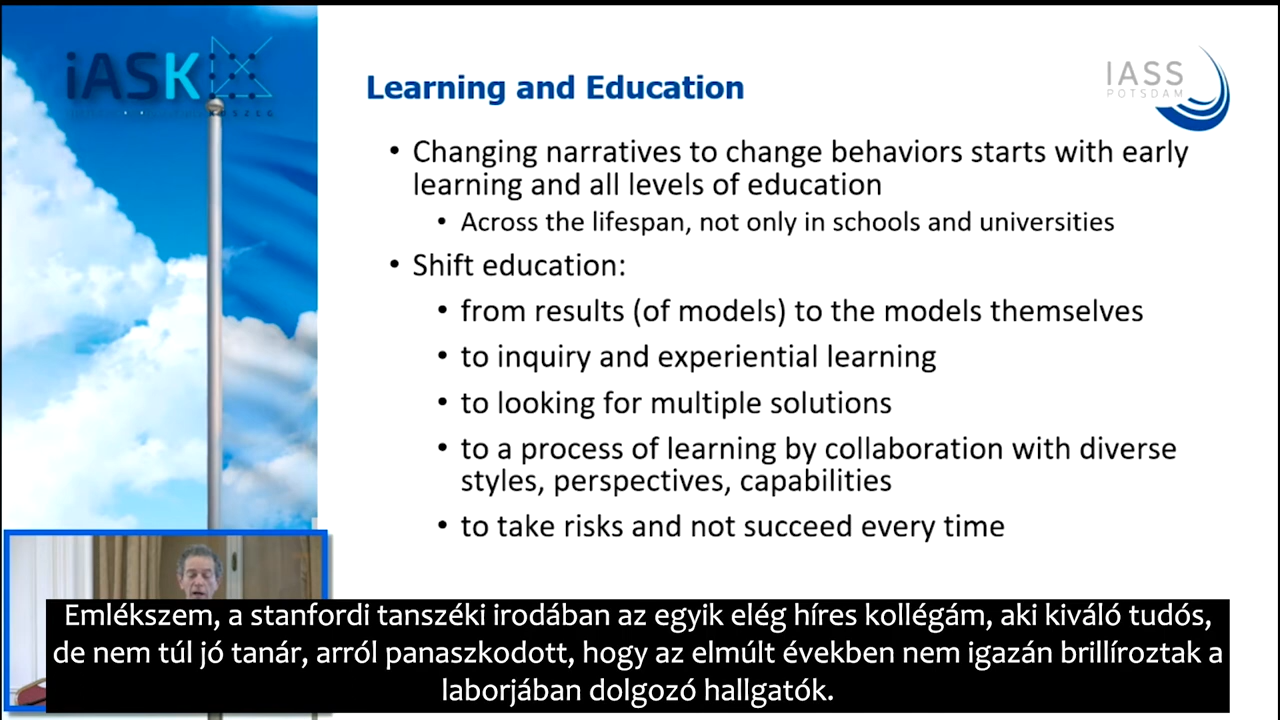 iASK
KŐSZEG
Learning and Education
IASS
POTSDAM
• Changing narratives to change behaviors starts with early
learning and all levels of education
• Across the lifespan, not only in schools and universities
• Shift education:
• from results (of models) to the models themselves
• to inquiry and experiential learning
• to looking for multiple solutions
• to a process of learning by collaboration with diverse
styles, perspectives, capabilities
• to take risks and not succeed every time
Emlékszem, a stanfordi tanszéki irodában az egyik elég híres kollégám, aki kiváló tudós,
de nem túl jó tanár, arról panaszkodott, hogy az elmúlt években nem igazán brillíroztak a
laborjában dolgozó hallgatók.